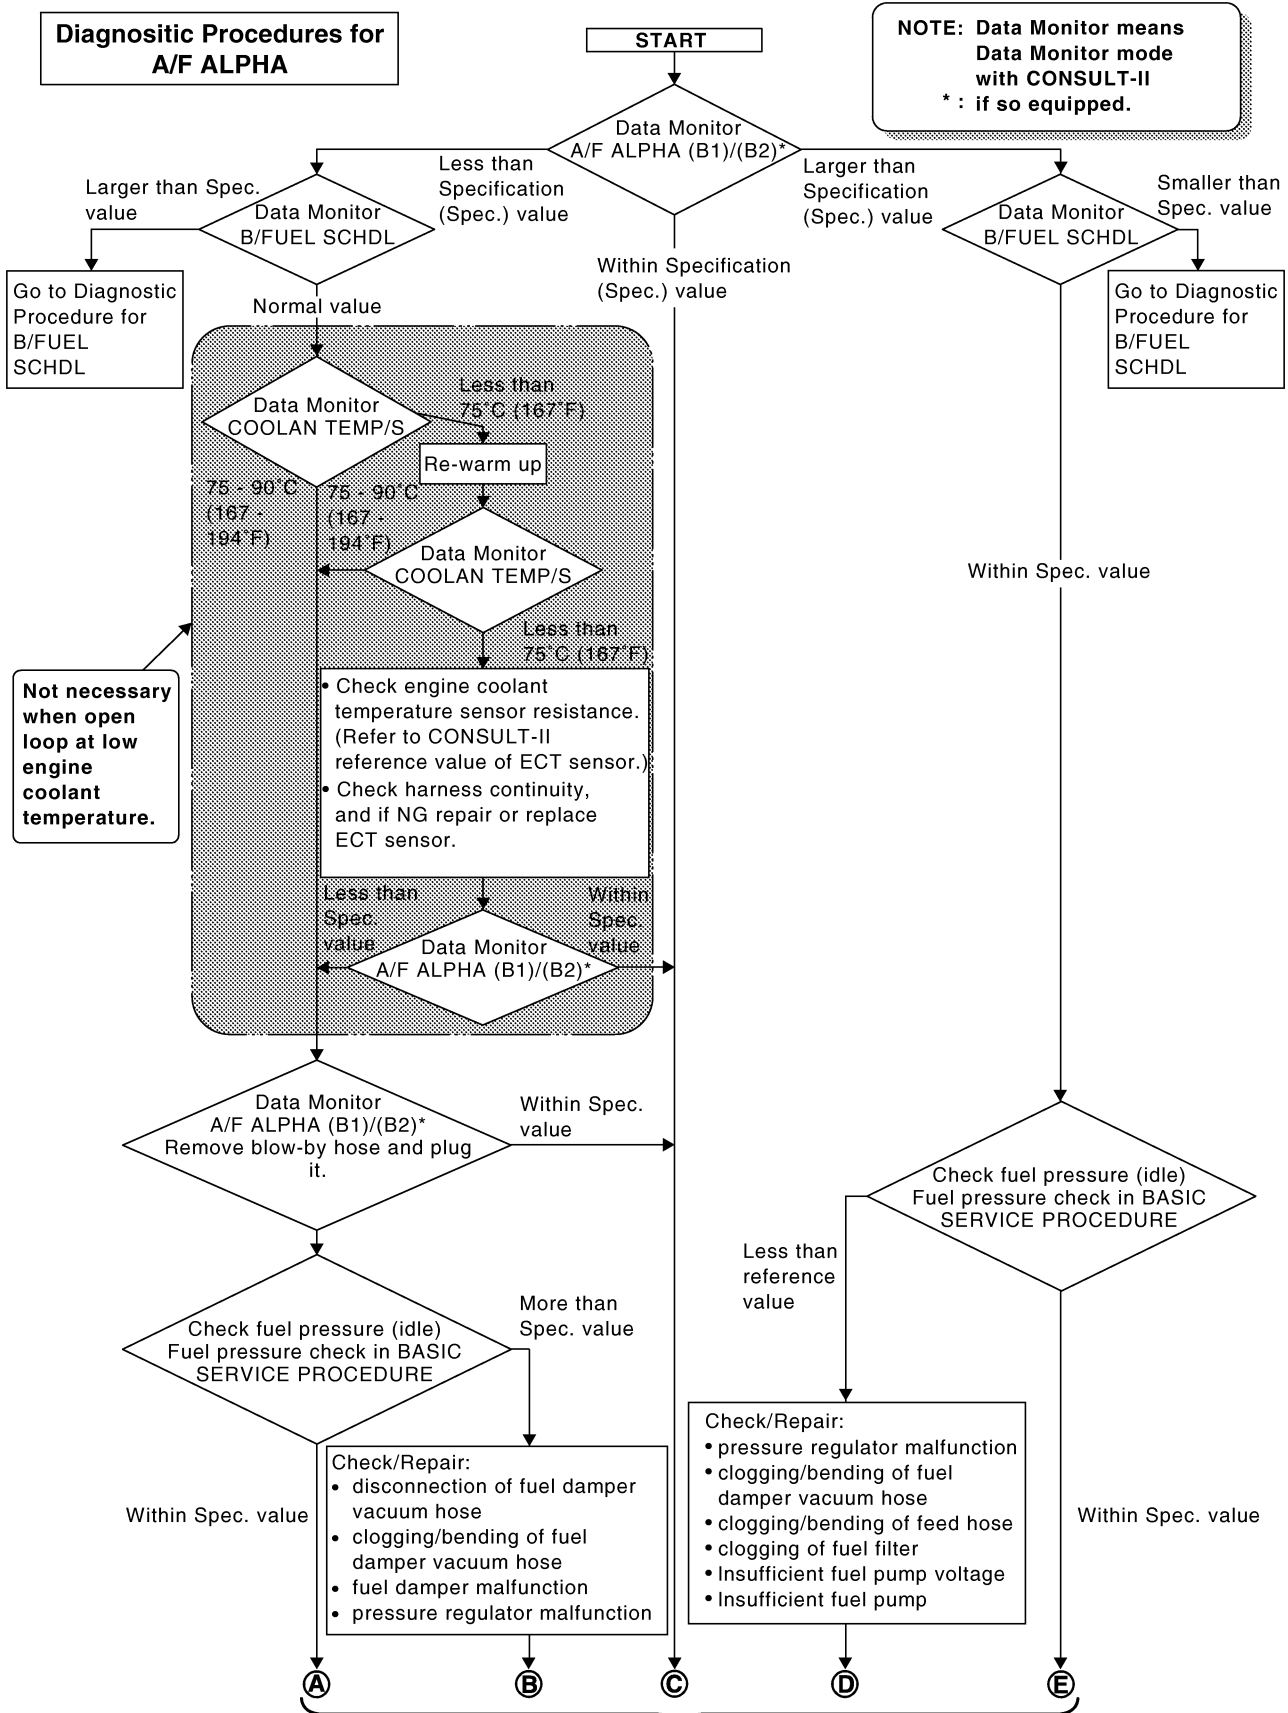 Diagnositic Procedures for
A/F ALPHA
START
NOTE: Data Monitor means
Data Monitor mode
with CONSULT-II
* : if so equipped.
Data Monitor
A/F ALPHA (B1)/(B2)*
Less than
Specification
(Spec.) value
Larger than
Specification
(Spec.) value
Within Specification
(Spec.) value
Larger than Spec.
value
Data Monitor
B/FUEL SCHDL
Data Monitor
B/FUEL SCHDL
Smaller than
Spec. value
Go to Diagnostic
Procedure for
B/FUEL
SCHDL
Normal value
Go to Diagnostic
Procedure for
B/FUEL
SCHDL
Data Monitor
COOLAN TEMP/S
Less than
75˚C (167˚F)
Re-warm up
75 - 90˚C
(167 -
194˚F)
75 - 90˚C
(167 -
194˚F)
Data Monitor
COOLAN TEMP/S
Within Spec. value
Less than
75˚C (167˚F)
Not necessary
when open
loop at low
engine
coolant
temperature.
• Check engine coolant
temperature sensor resistance.
(Refer to CONSULT-II
reference value of ECT sensor.)
• Check harness continuity,
and if NG repair or replace
ECT sensor.
Less than
Spec.
value
Within
Spec.
value
Data Monitor
A/F ALPHA (B1)/(B2)*
Data Monitor
A/F ALPHA (B1)/(B2)*
Remove blow-by hose and plug
it.
Within Spec.
value
Check fuel pressure (idle)
Fuel pressure check in BASIC
SERVICE PROCEDURE
Less than
reference
value
Check fuel pressure (idle)
Fuel pressure check in BASIC
SERVICE PROCEDURE
More than
Spec. value
Within Spec. value
Check/Repair:
• disconnection of fuel damper
vacuum hose
• clogging/bending of fuel
damper vacuum hose
• fuel damper malfunction
• pressure regulator malfunction
Check/Repair:
• pressure regulator malfunction
• clogging/bending of fuel
damper vacuum hose
• clogging/bending of feed hose
• clogging of fuel filter
• Insufficient fuel pump voltage
• Insufficient fuel pump
Within Spec. value
A
B
C
D
E